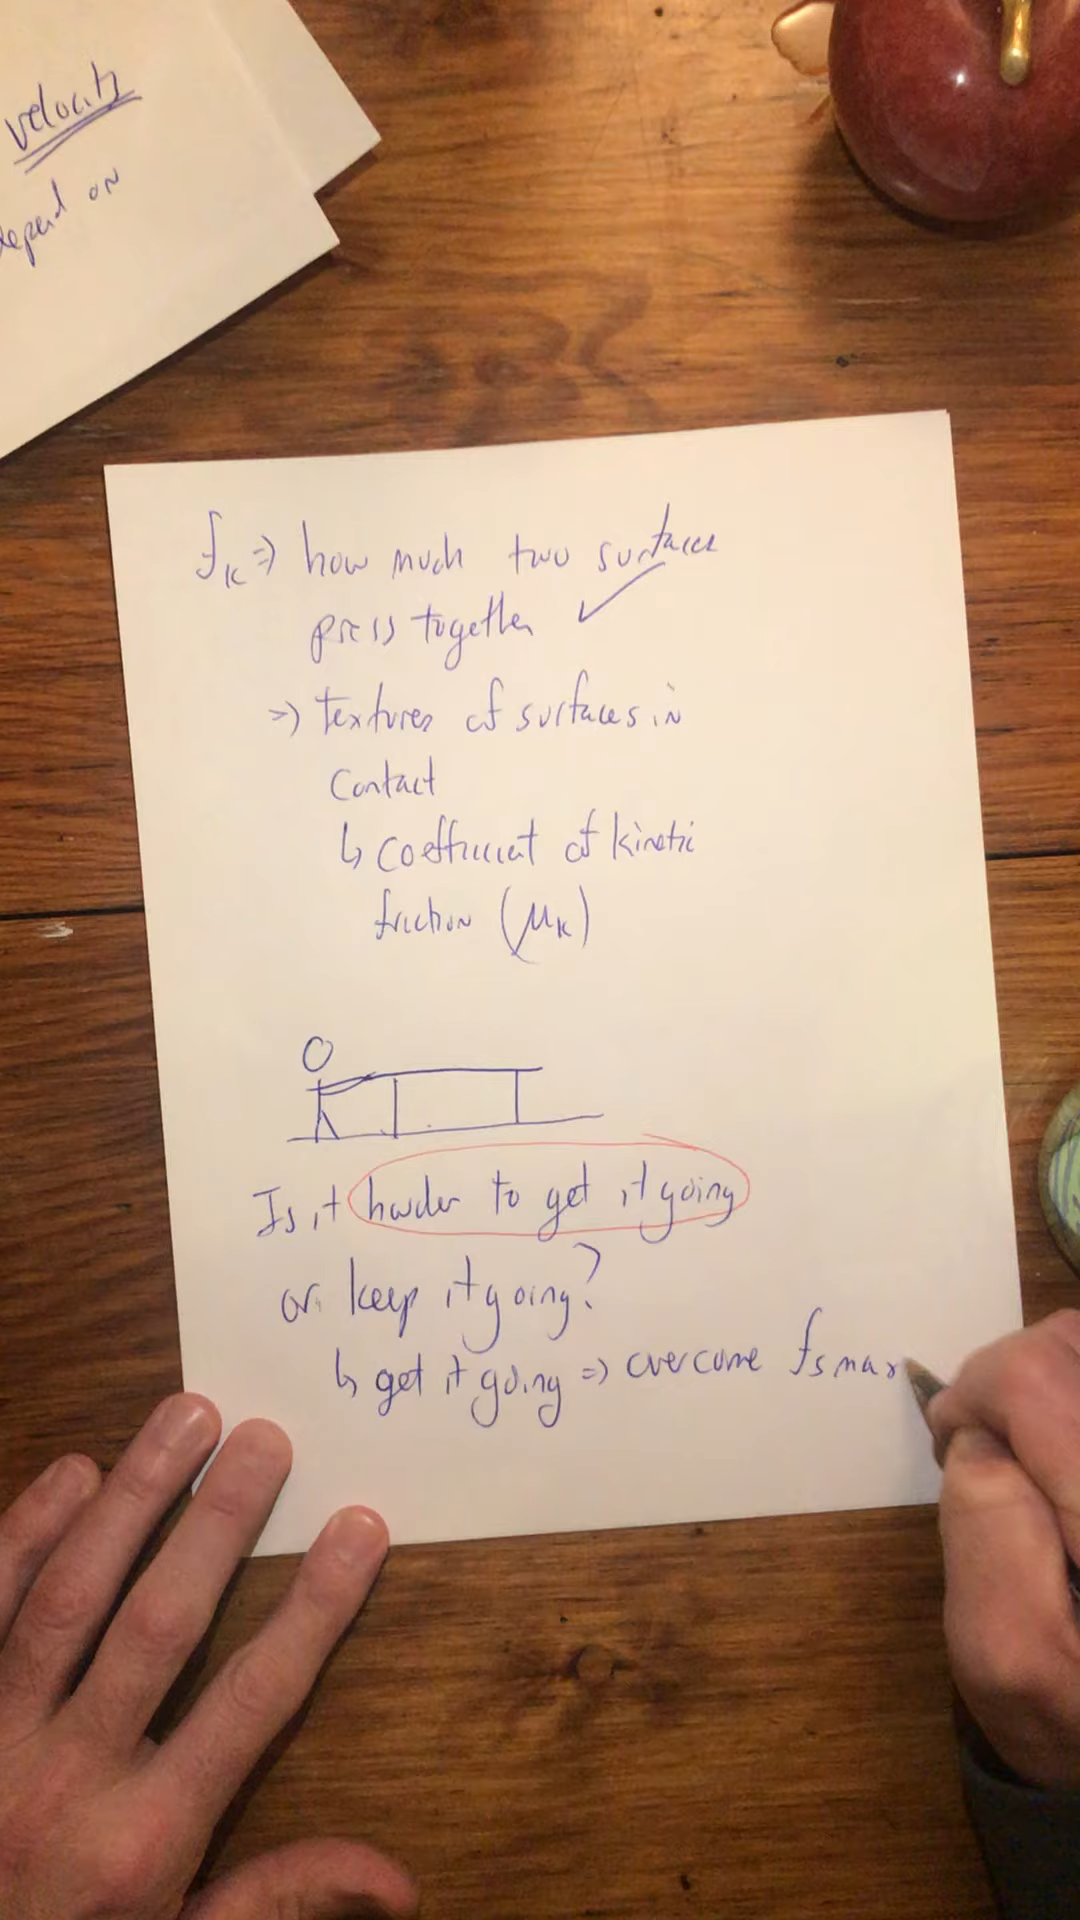 velocity
depend on
fk => how much two surfaces
press together ✓
=> textures of surfaces in
contact
↳ coefficient of kinetic
friction (μk)
Is it harder to get it going
or keep it going?
↳ get it going => overcome fs max